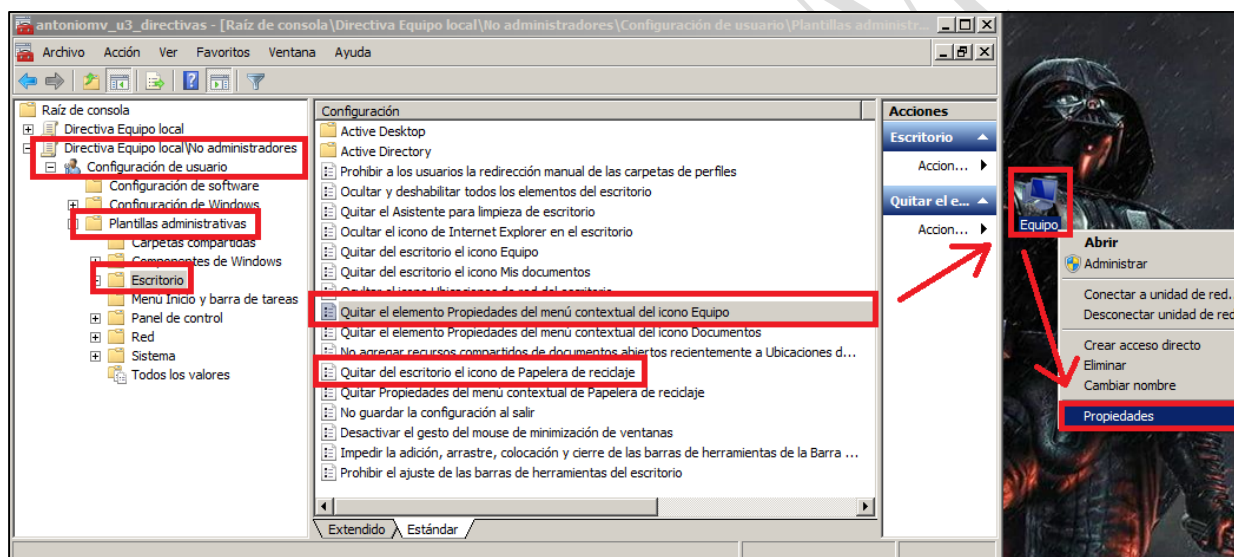 antoniomv_u3_directivas - [Raíz de consola\Directiva Equipo local\No administradores\Configuración de usuario\Plantillas administr...
Archivo Acción Ver Favoritos Ventana Ayuda
Raíz de consola
Directiva Equipo local
Directiva Equipo local\No administradores
Configuración de usuario
Configuración de software
Configuración de Windows
Plantillas administrativas
Carpetas compartidas
Componentes de Windows
Escritorio
Menú Inicio y barra de tareas
Panel de control
Red
Sistema
Todos los valores
Configuración
Active Desktop
Active Directory
Prohibir a los usuarios la redirección manual de las carpetas de perfiles
Ocultar y deshabilitar todos los elementos del escritorio
Quitar el Asistente para limpieza de escritorio
Ocultar el icono de Internet Explorer en el escritorio
Quitar del escritorio el icono Equipo
Quitar del escritorio el icono Mis documentos
Ocultar el icono Ubicaciones de red del escritorio
Quitar el elemento Propiedades del menú contextual del icono Equipo
Quitar el elemento Propiedades del menú contextual del icono Documentos
No agregar recursos compartidos de documentos abiertos recientemente a Ubicaciones d...
Quitar del escritorio el icono de Papelera de reciclaje
Quitar Propiedades del menú contextual de Papelera de reciclaje
No guardar la configuración al salir
Desactivar el gesto del mouse de minimización de ventanas
Impedir la adición, arrastre, colocación y cierre de las barras de herramientas de la Barra ...
Prohibir el ajuste de las barras de herramientas del escritorio
Extendido Estándar
Acciones
Escritorio
Accion...
Quitar el e...
Accion...
Equipo
Abrir
Administrar
Conectar a unidad de red.
Desconectar unidad de red
Crear acceso directo
Eliminar
Cambiar nombre
Propiedades